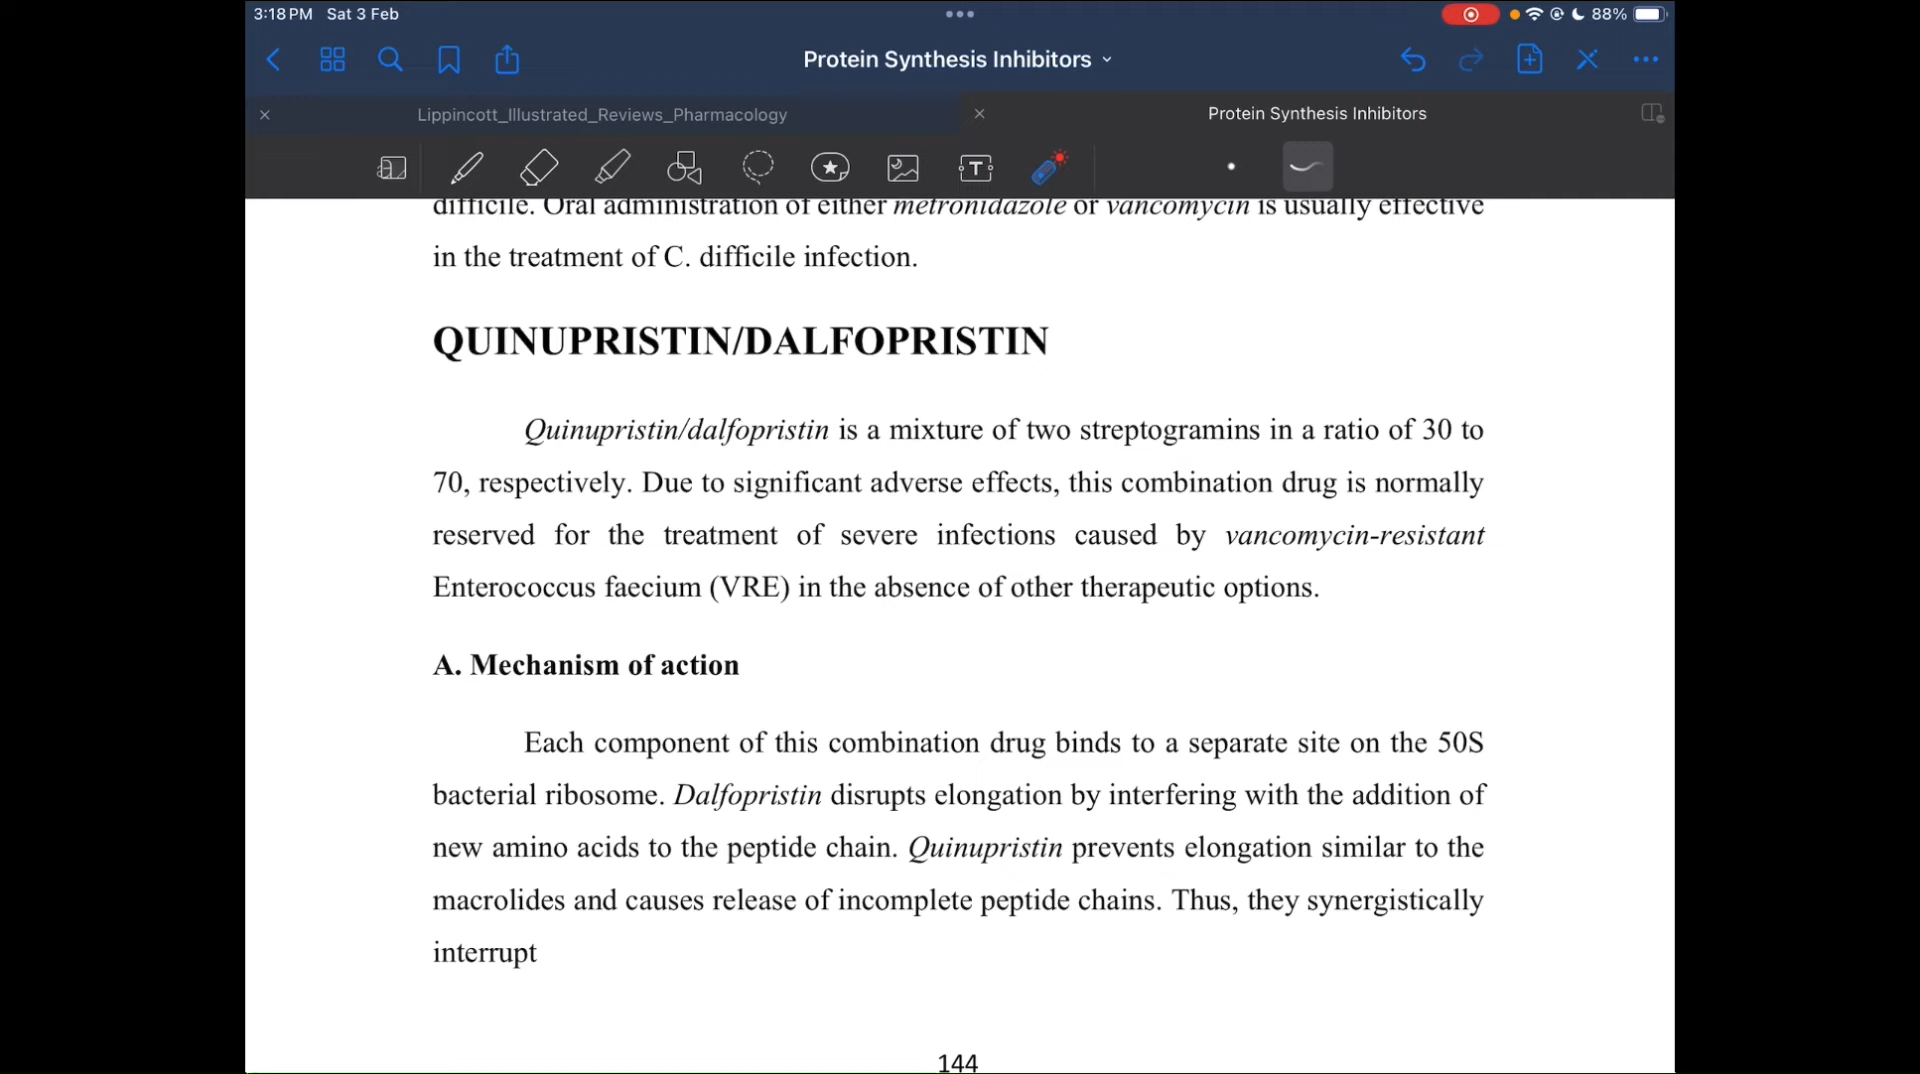 3:18 PM Sat 3 Feb
88%
Protein Synthesis Inhibitors
Lippincott_Illustrated_Reviews_Pharmacology
Protein Synthesis Inhibitors
difficile. Oral administration of either metronidazole or vancomycin is usually effective
in the treatment of C. difficile infection.
QUINUPRISTIN/DALFOPRISTIN
Quinupristin/dalfopristin is a mixture of two streptogramins in a ratio of 30 to
70, respectively. Due to significant adverse effects, this combination drug is normally
reserved for the treatment of severe infections caused by vancomycin-resistant
Enterococcus faecium (VRE) in the absence of other therapeutic options.
A. Mechanism of action
Each component of this combination drug binds to a separate site on the 50S
bacterial ribosome. Dalfopristin disrupts elongation by interfering with the addition of
new amino acids to the peptide chain. Quinupristin prevents elongation similar to the
macrolides and causes release of incomplete peptide chains. Thus, they synergistically
interrupt
144